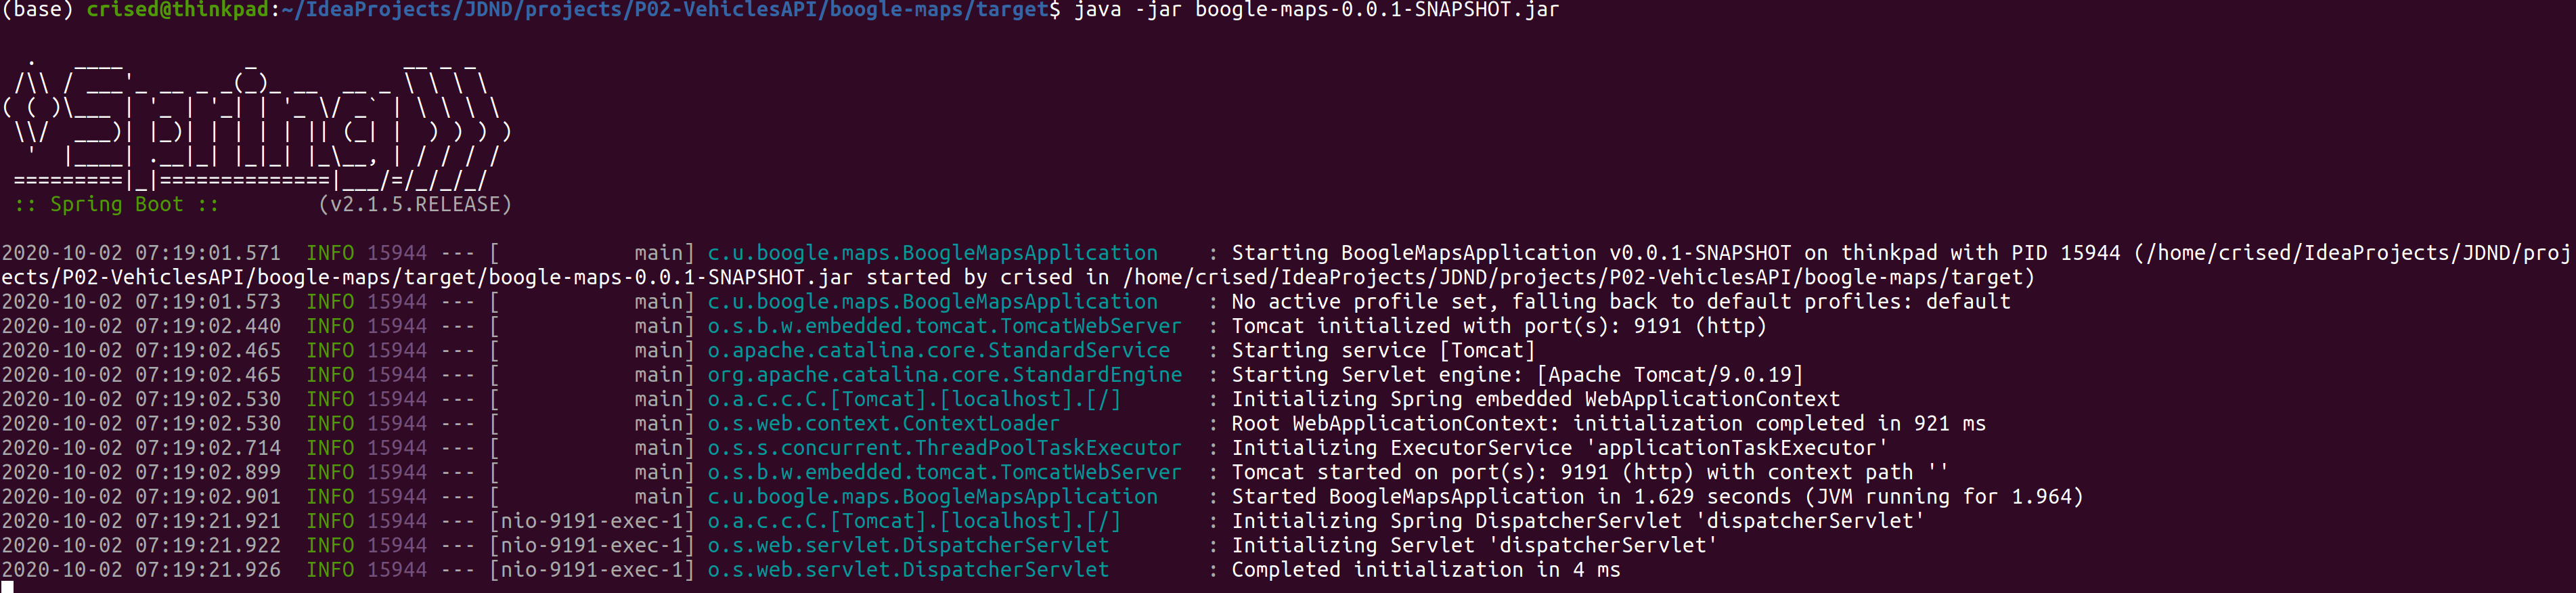 (base) crised@thinkpad:~/IdeaProjects/JDND/projects/P02-VehiclesAPI/boogle-maps/target$ java -jar boogle-maps-0.0.1-SNAPSHOT.jar
  .   ____          _            __ _ _
 /\\ / ___'_ __ _ _(_)_ __  __ _ \ \ \ \
( ( )\___ | '_ | '_| | '_ \/ _` | \ \ \ \
 \\/  ___)| |_)| | | | | || (_| |  ) ) ) )
  '  |____| .__|_| |_|_| |_\__, | / / / /
 =========|_|==============|___/=/_/_/_/
 :: Spring Boot ::        (v2.1.5.RELEASE)
2020-10-02 07:19:01.571  INFO 15944 --- [           main] c.u.boogle.maps.BoogleMapsApplication    : Starting BoogleMapsApplication v0.0.1-SNAPSHOT on thinkpad with PID 15944 (/home/crised/IdeaProjects/JDND/proj
ects/P02-VehiclesAPI/boogle-maps/target/boogle-maps-0.0.1-SNAPSHOT.jar started by crised in /home/crised/IdeaProjects/JDND/projects/P02-VehiclesAPI/boogle-maps/target)
2020-10-02 07:19:01.573  INFO 15944 --- [           main] c.u.boogle.maps.BoogleMapsApplication    : No active profile set, falling back to default profiles: default
2020-10-02 07:19:02.440  INFO 15944 --- [           main] o.s.b.w.embedded.tomcat.TomcatWebServer  : Tomcat initialized with port(s): 9191 (http)
2020-10-02 07:19:02.465  INFO 15944 --- [           main] o.apache.catalina.core.StandardService   : Starting service [Tomcat]
2020-10-02 07:19:02.465  INFO 15944 --- [           main] org.apache.catalina.core.StandardEngine  : Starting Servlet engine: [Apache Tomcat/9.0.19]
2020-10-02 07:19:02.530  INFO 15944 --- [           main] o.a.c.c.C.[Tomcat].[localhost].[/]       : Initializing Spring embedded WebApplicationContext
2020-10-02 07:19:02.530  INFO 15944 --- [           main] o.s.web.context.ContextLoader            : Root WebApplicationContext: initialization completed in 921 ms
2020-10-02 07:19:02.714  INFO 15944 --- [           main] o.s.s.concurrent.ThreadPoolTaskExecutor  : Initializing ExecutorService 'applicationTaskExecutor'
2020-10-02 07:19:02.899  INFO 15944 --- [           main] o.s.b.w.embedded.tomcat.TomcatWebServer  : Tomcat started on port(s): 9191 (http) with context path ''
2020-10-02 07:19:02.901  INFO 15944 --- [           main] c.u.boogle.maps.BoogleMapsApplication    : Started BoogleMapsApplication in 1.629 seconds (JVM running for 1.964)
2020-10-02 07:19:21.921  INFO 15944 --- [nio-9191-exec-1] o.a.c.c.C.[Tomcat].[localhost].[/]       : Initializing Spring DispatcherServlet 'dispatcherServlet'
2020-10-02 07:19:21.922  INFO 15944 --- [nio-9191-exec-1] o.s.web.servlet.DispatcherServlet        : Initializing Servlet 'dispatcherServlet'
2020-10-02 07:19:21.926  INFO 15944 --- [nio-9191-exec-1] o.s.web.servlet.DispatcherServlet        : Completed initialization in 4 ms